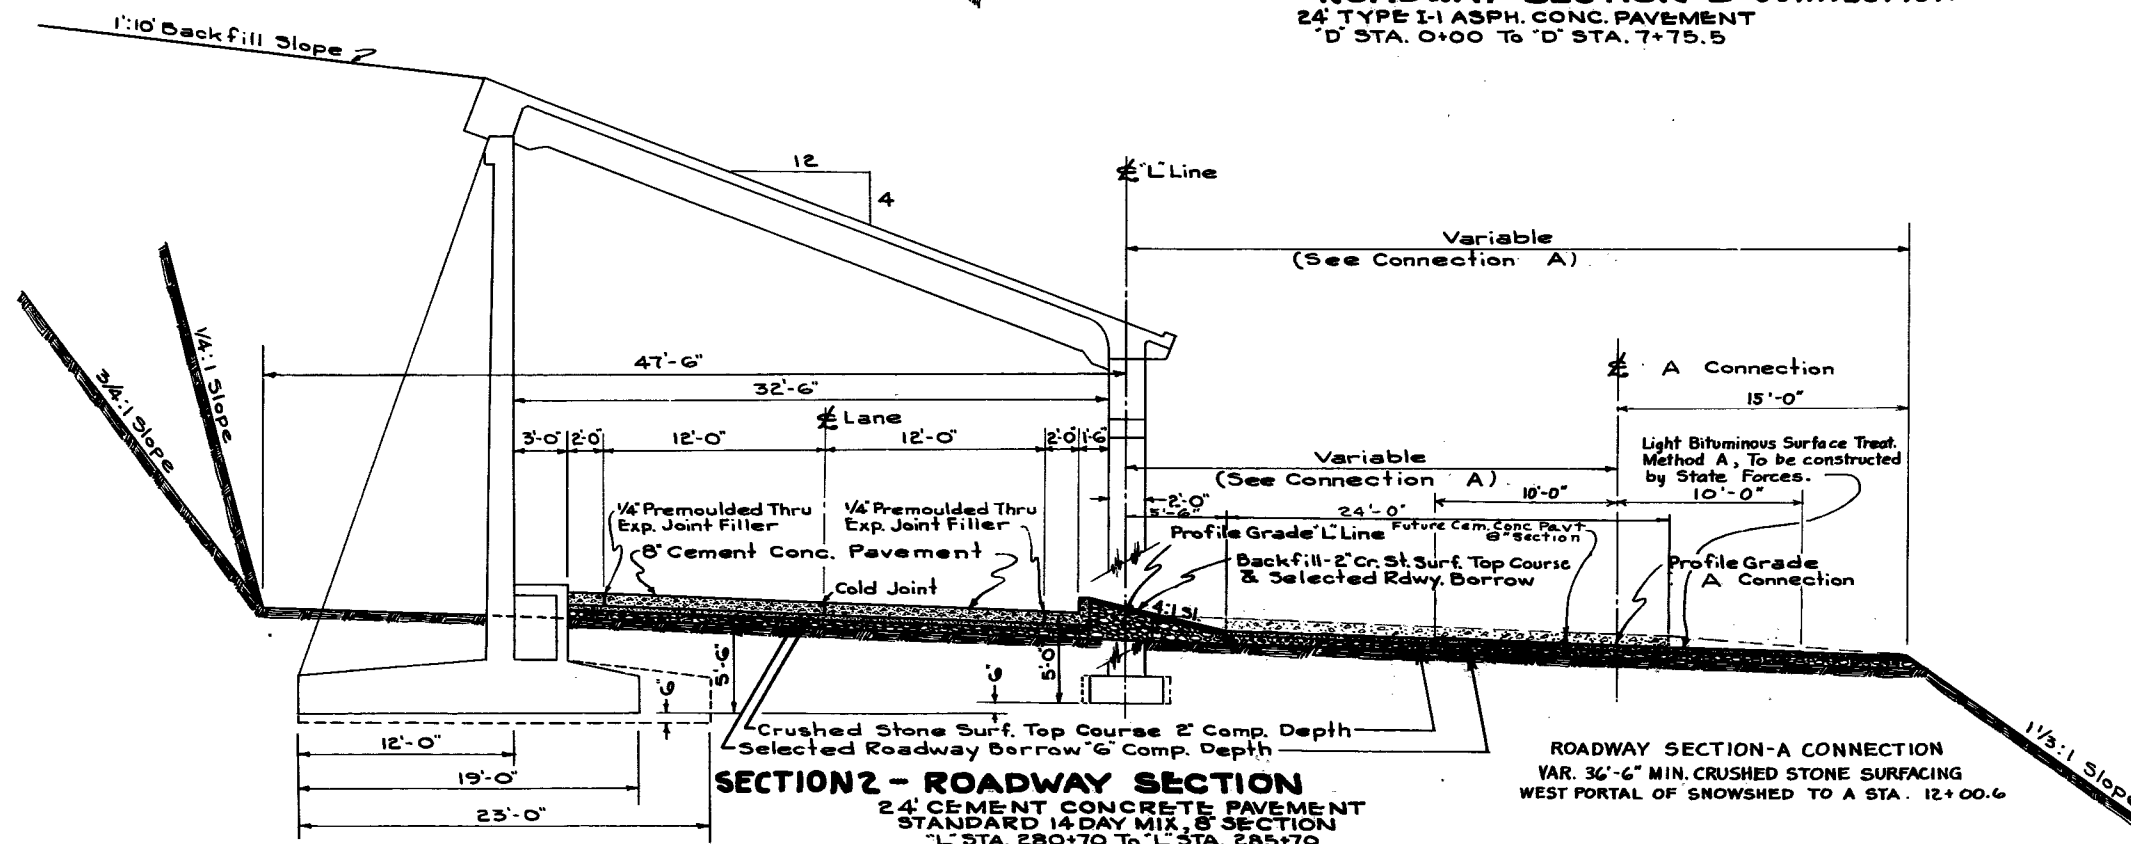 24' TYPE I-1 ASPH. CONC. PAVEMENT
"D" STA. 0+00 To "D" STA. 7+75.5
1':10' Backfill Slope
12
4
℄ "L" Line
Variable
(See Connection A)
1/4:1 Slope
3/4:1 Slope
47'-6"
32'-6"
℄ Lane
℄ A Connection
15'-0"
3'-0"
2'-0"
12'-0"
12'-0"
2'-0"
1'-6"
Variable
(See Connection A)
Light Bituminous Surface Treat.
Method A, To be constructed
by State Forces.
10'-0"
10'-0"
2'-0"
5'-6"
24'-0"
1/4" Premoulded Thru
Exp. Joint Filler
1/4" Premoulded Thru
Exp. Joint Filler
8" Cement Conc. Pavement
Cold Joint
Profile Grade "L" Line
Future Cem. Conc Pav't
8" Section
Backfill-2" Cr. St. Surf. Top Course
& Selected Rdwy. Borrow
Profile Grade
A Connection
4:1 Sl
5'-6"
6"
6"
5'-0"
Crushed Stone Surf. Top Course 2" Comp. Depth
Selected Roadway Borrow "6" Comp. Depth
12'-0"
19'-0"
23'-0"
SECTION 2 - ROADWAY SECTION
24' CEMENT CONCRETE PAVEMENT
STANDARD 14 DAY MIX, 8" SECTION
"L" STA. 280+70 To "L" STA. 285+70
ROADWAY SECTION-A CONNECTION
VAR. 36'-6" MIN. CRUSHED STONE SURFACING
WEST PORTAL OF SNOWSHED TO A STA. 12+00.6
1 1/3:1 Slope